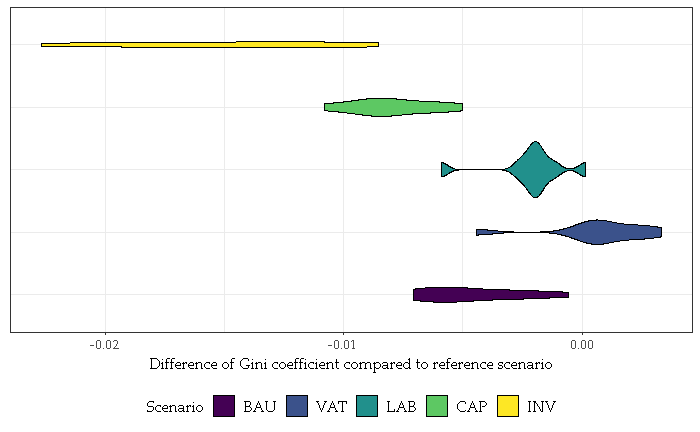 -0.02 -0.01 0.00
Difference of Gini coefficient compared to reference scenario
Scenario BAU VAT LAB CAP INV